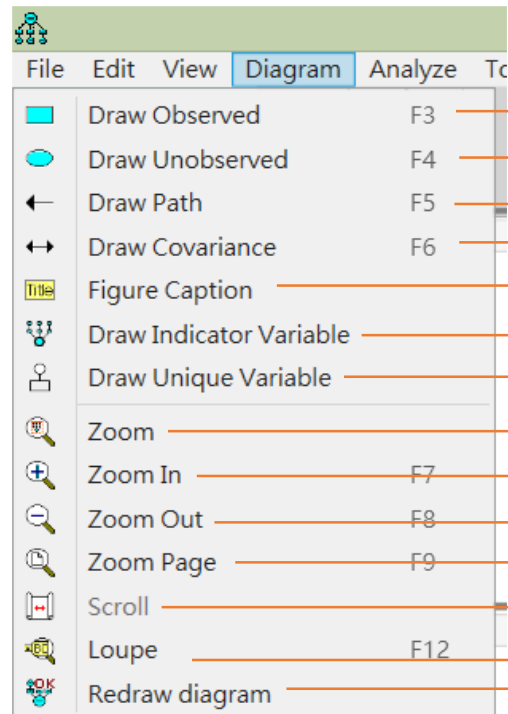 File Edit View Diagram Analyze
Draw Observed F3
Draw Unobserved F4
Draw Path F5
Draw Covariance F6
Title Figure Caption
Draw Indicator Variable
Draw Unique Variable
Zoom
Zoom In F7
Zoom Out F8
Zoom Page F9
Scroll
Loupe F12
OK Redraw diagram